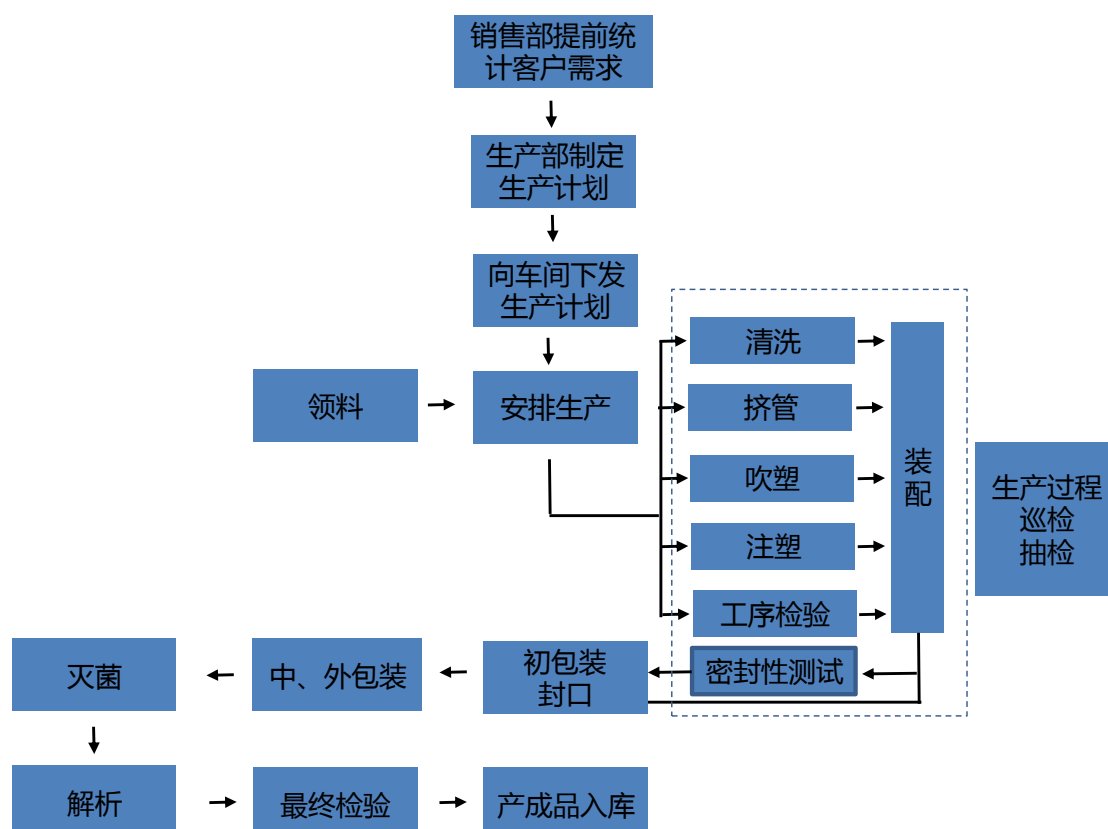 销售部提前统
计客户需求
生产部制定
生产计划
向车间下发
生产计划
领料
安排生产
清洗
挤管
吹塑
注塑
工序检验
装
配
生产过程
巡检
抽检
密封性测试
初包装
封口
中、外包装
灭菌
解析
最终检验
产成品入库